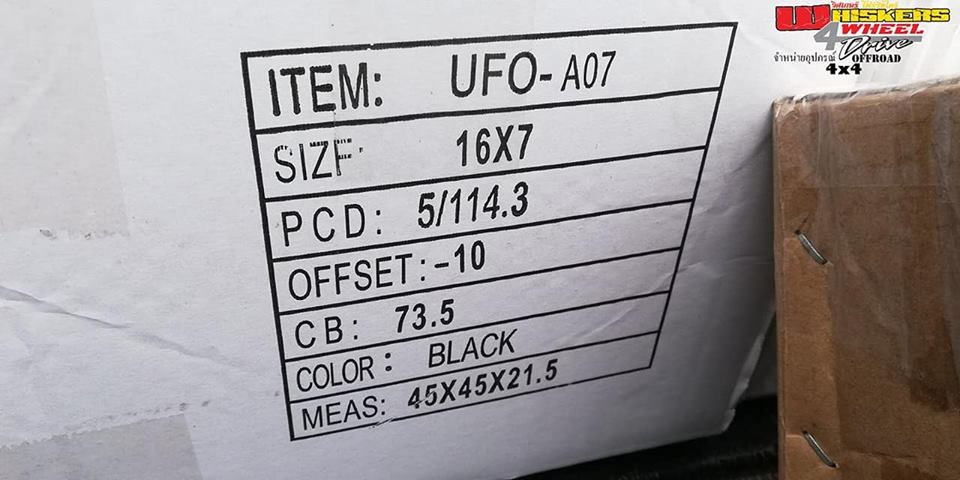 ITEM: UFO-A07
SIZE 16X7
PCD: 5/114.3
OFFSET: -10
CB: 73.5
COLOR: BLACK
MEAS: 45X45X21.5
WHISKERS
4 WHEEL
Drive
จำหน่ายอุปกรณ์ OFFROAD
4x4